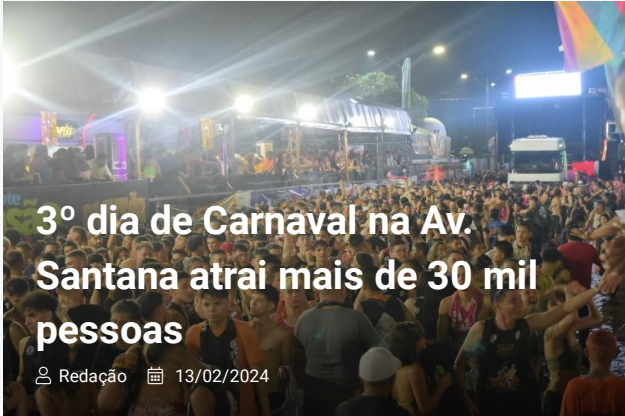 3º dia de Carnaval na Av.
Santana atrai mais de 30 mil
pessoas
Redação 13/02/2024